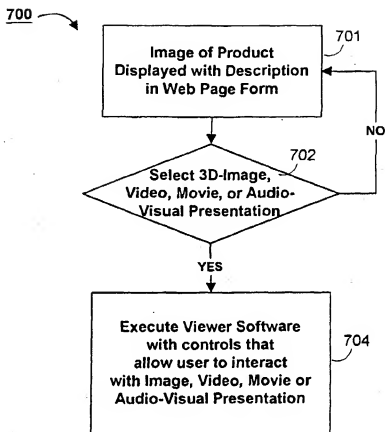 700
701
Image of Product
Displayed with Description
in Web Page Form
NO
702
Select 3D-Image,
Video, Movie, or Audio-
Visual Presentation
YES
Execute Viewer Software
with controls that
allow user to interact
with Image, Video, Movie or
Audio-Visual Presentation
704